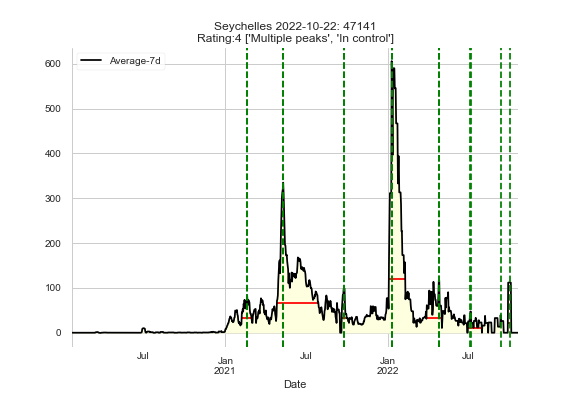 Seychelles 2022-10-22: 47141
Rating:4 ['Multiple peaks', 'In control']
Average-7d
600
500
400
300
200
100
0
Jul
Jan
2021
Jul
Jan
2022
Jul
Date